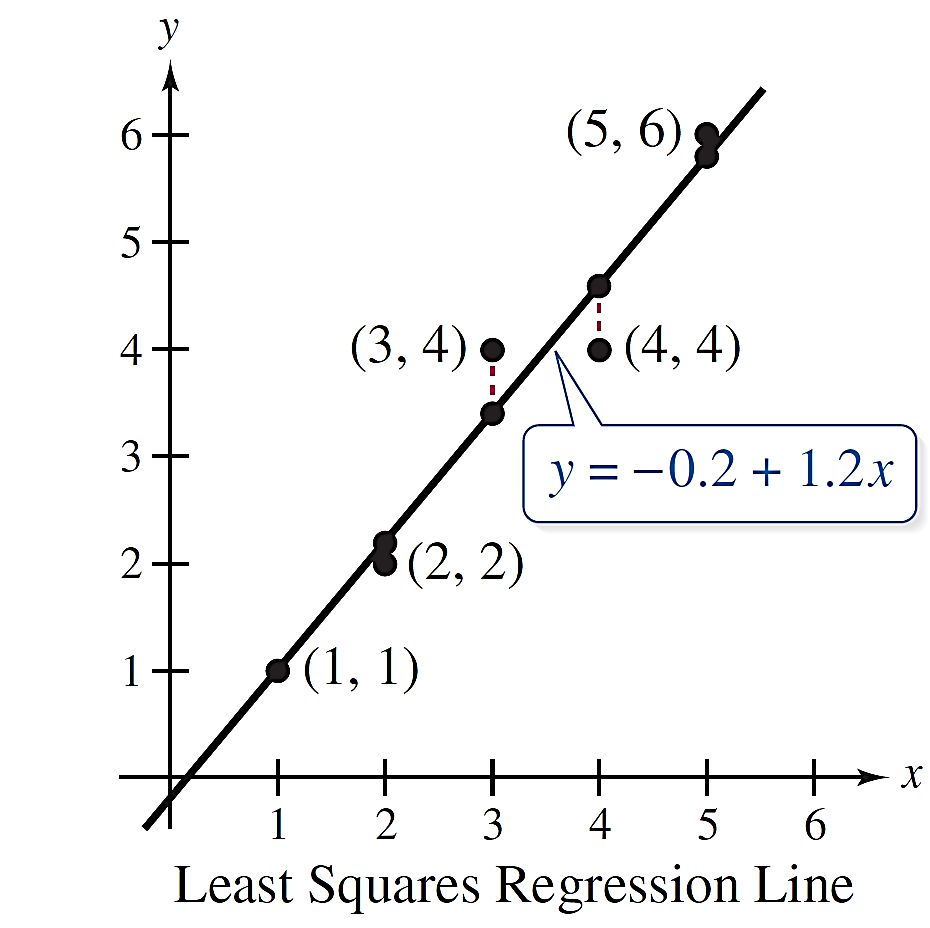 y
6
(5, 6)
5
4
(3, 4)
(4, 4)
3
y = −0.2 + 1.2x
2
(2, 2)
1
(1, 1)
x
1 2 3 4 5 6
Least Squares Regression Line